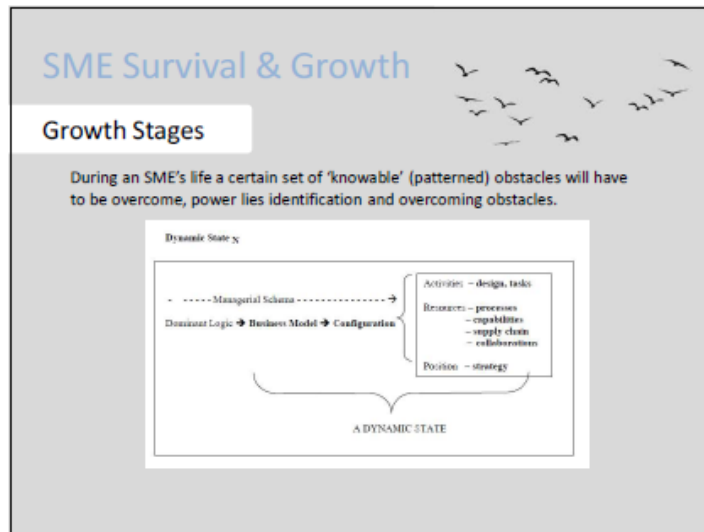 SME Survival & Growth
Growth Stages
During an SME's life a certain set of 'knowable' (patterned) obstacles will have
to be overcome, power lies identification and overcoming obstacles.
Dynamic State x
- -----Managerial Schema --------------→
Dominant Logic → Business Model → Configuration
Activities – design, tasks
Resources – processes
– capabilities
– supply chain
– collaborations
Position – strategy
A DYNAMIC STATE